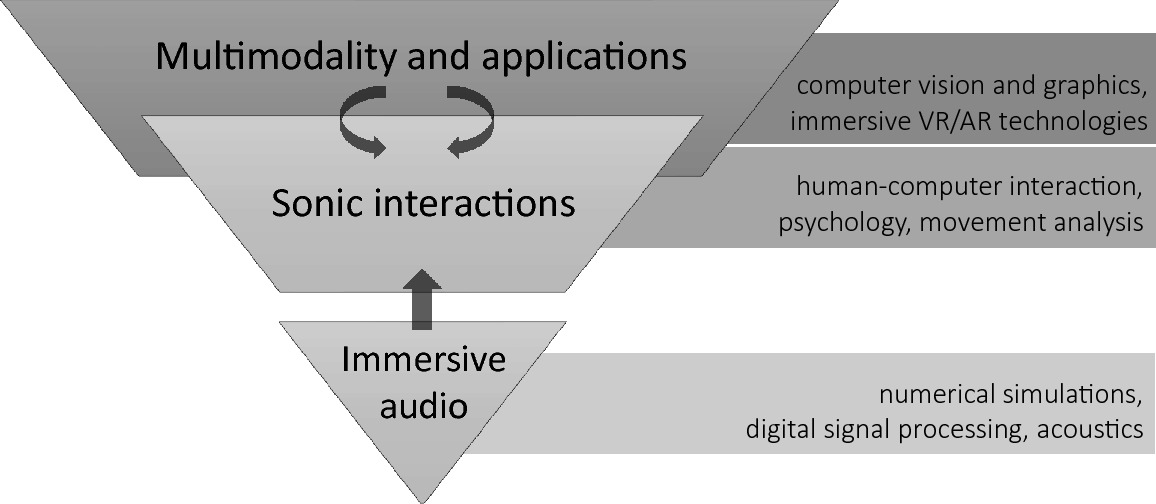 Multimodality and applications
computer vision and graphics,
immersive VR/AR technologies
Sonic interactions
human-computer interaction,
psychology, movement analysis
Immersive
audio
numerical simulations,
digital signal processing, acoustics